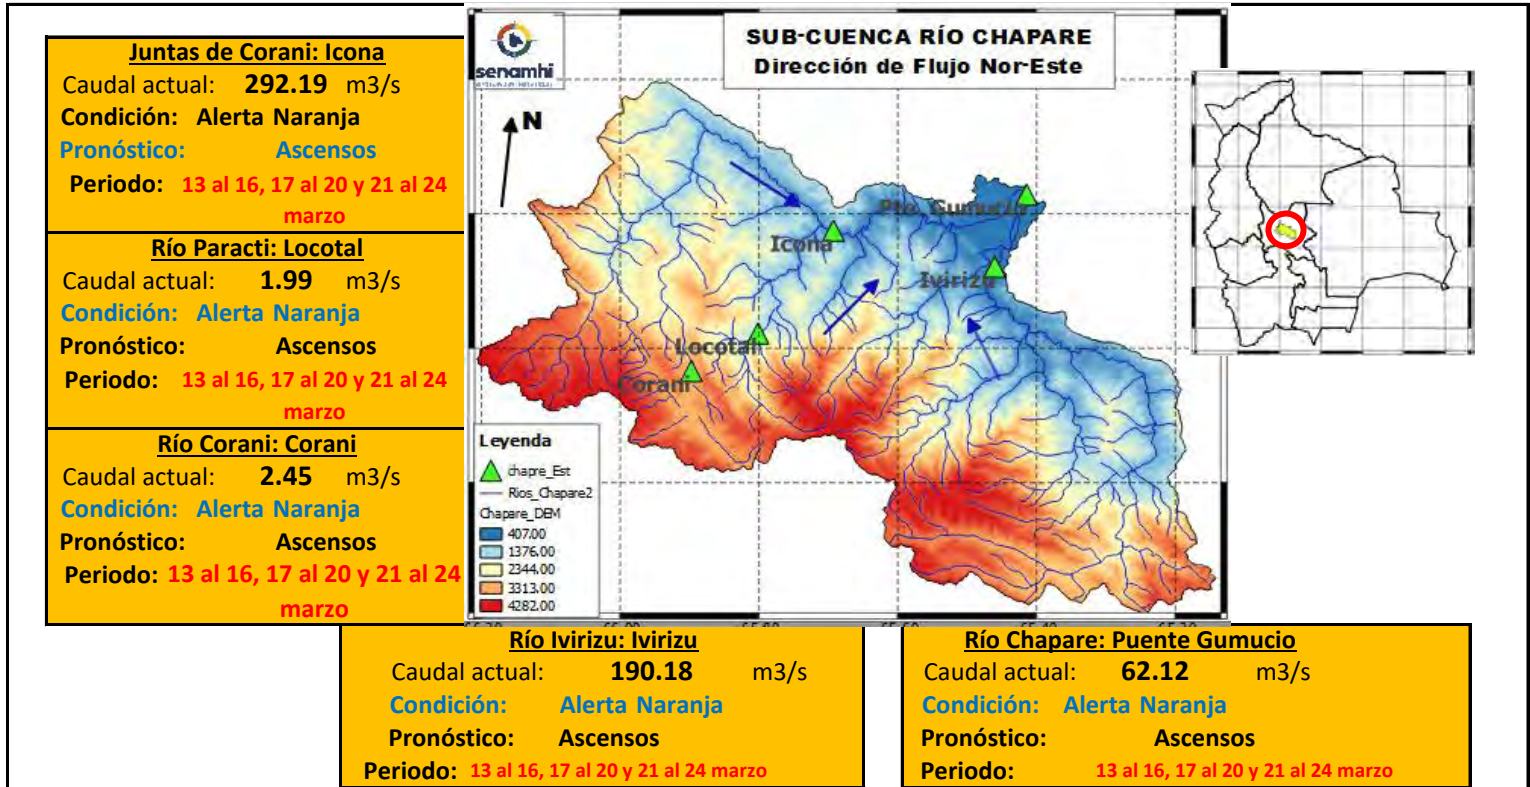 Juntas de Corani: Icona
Caudal actual: 292.19 m3/s
Condición: Alerta Naranja
Pronóstico: Ascensos
Periodo: 13 al 16, 17 al 20 y 21 al 24
marzo
Río Paracti: Locotal
Caudal actual: 1.99 m3/s
Condición: Alerta Naranja
Pronóstico: Ascensos
Periodo: 13 al 16, 17 al 20 y 21 al 24
marzo
Río Corani: Corani
Caudal actual: 2.45 m3/s
Condición: Alerta Naranja
Pronóstico: Ascensos
Periodo: 13 al 16, 17 al 20 y 21 al 24
marzo
senamhi
SUB-CUENCA RÍO CHAPARE
Dirección de Flujo Nor-Este
N
Pte. Gumucio
Icona
Ivirizu
Locotal
Corani
Leyenda
chapre_Est
Rios_Chapare2
Chapare_DEM
407.00
1376.00
2344.00
3313.00
4282.00
Río Ivirizu: Ivirizu
Caudal actual: 190.18 m3/s
Condición: Alerta Naranja
Pronóstico: Ascensos
Periodo: 13 al 16, 17 al 20 y 21 al 24 marzo
Río Chapare: Puente Gumucio
Caudal actual: 62.12 m3/s
Condición: Alerta Naranja
Pronóstico: Ascensos
Periodo: 13 al 16, 17 al 20 y 21 al 24 marzo